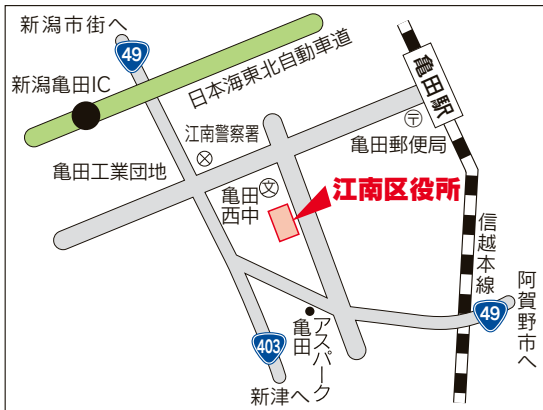 新潟市街へ
49
新潟亀田IC
日本海東北自動車道
亀田駅
江南警察署
亀田郵便局
亀田工業団地
文
亀田
西中
江南区役所
信越本線
阿賀野市へ
49
亀田
アスパーク
403
新津へ